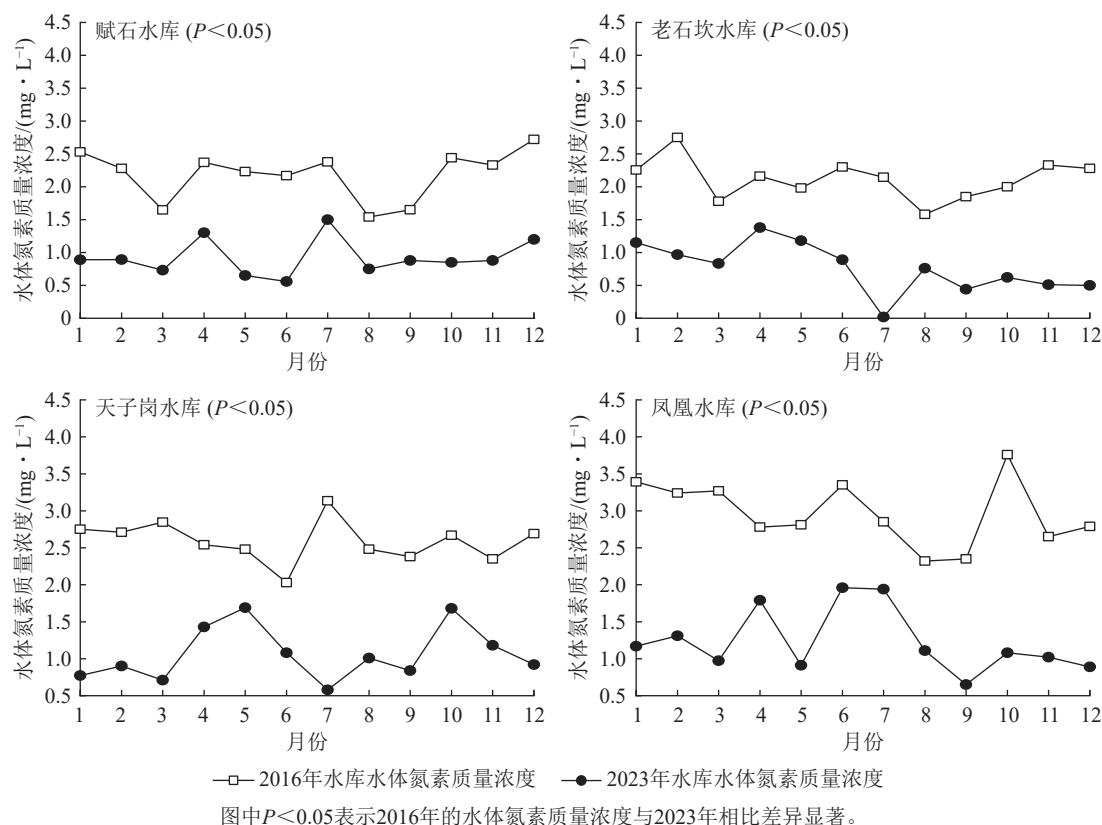 赋石水库 (P＜0.05)
4.5
4.0
3.5
3.0
2.5
2.0
1.5
1.0
0.5
0
水体氮素质量浓度/(mg·L⁻¹)
1 2 3 4 5 6 7 8 9 10 11 12
月份
老石坎水库 (P＜0.05)
4.5
4.0
3.5
3.0
2.5
2.0
1.5
1.0
0.5
0
水体氮素质量浓度/(mg·L⁻¹)
1 2 3 4 5 6 7 8 9 10 11 12
月份
天子岗水库 (P＜0.05)
4.5
4.0
3.5
3.0
2.5
2.0
1.5
1.0
0.5
水体氮素质量浓度/(mg·L⁻¹)
1 2 3 4 5 6 7 8 9 10 11 12
月份
凤凰水库 (P＜0.05)
4.5
4.0
3.5
3.0
2.5
2.0
1.5
1.0
0.5
水体氮素质量浓度/(mg·L⁻¹)
1 2 3 4 5 6 7 8 9 10 11 12
月份
2016年水库水体氮素质量浓度 2023年水库水体氮素质量浓度
图中P＜0.05表示2016年的水体氮素质量浓度与2023年相比差异显著。